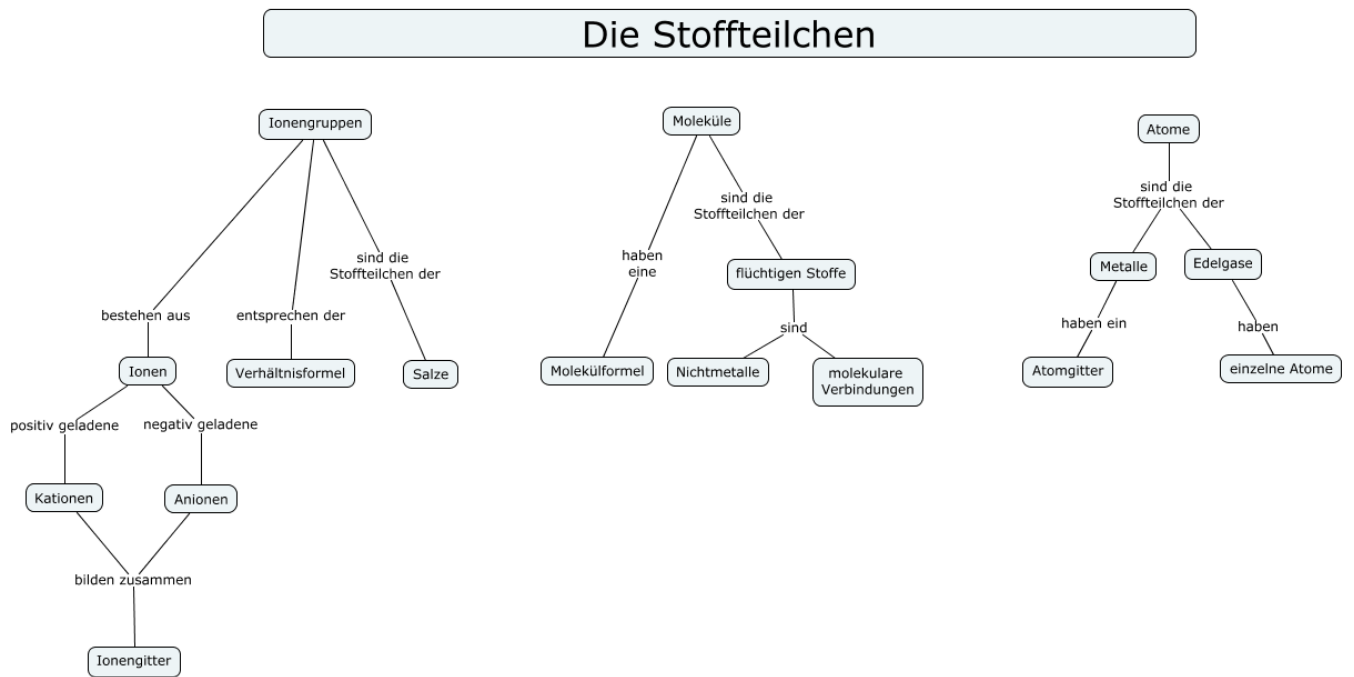 Die Stoffteilchen
Ionengruppen
bestehen aus
entsprechen der
sind die
Stoffteilchen der
Ionen
Verhältnisformel
Salze
positiv geladene
negativ geladene
Kationen
Anionen
bilden zusammen
Ionengitter
Moleküle
haben
eine
sind die
Stoffteilchen der
flüchtigen Stoffe
sind
Molekülformel
Nichtmetalle
molekulare
Verbindungen
Atome
sind die
Stoffteilchen der
Metalle
Edelgase
haben ein
haben
Atomgitter
einzelne Atome